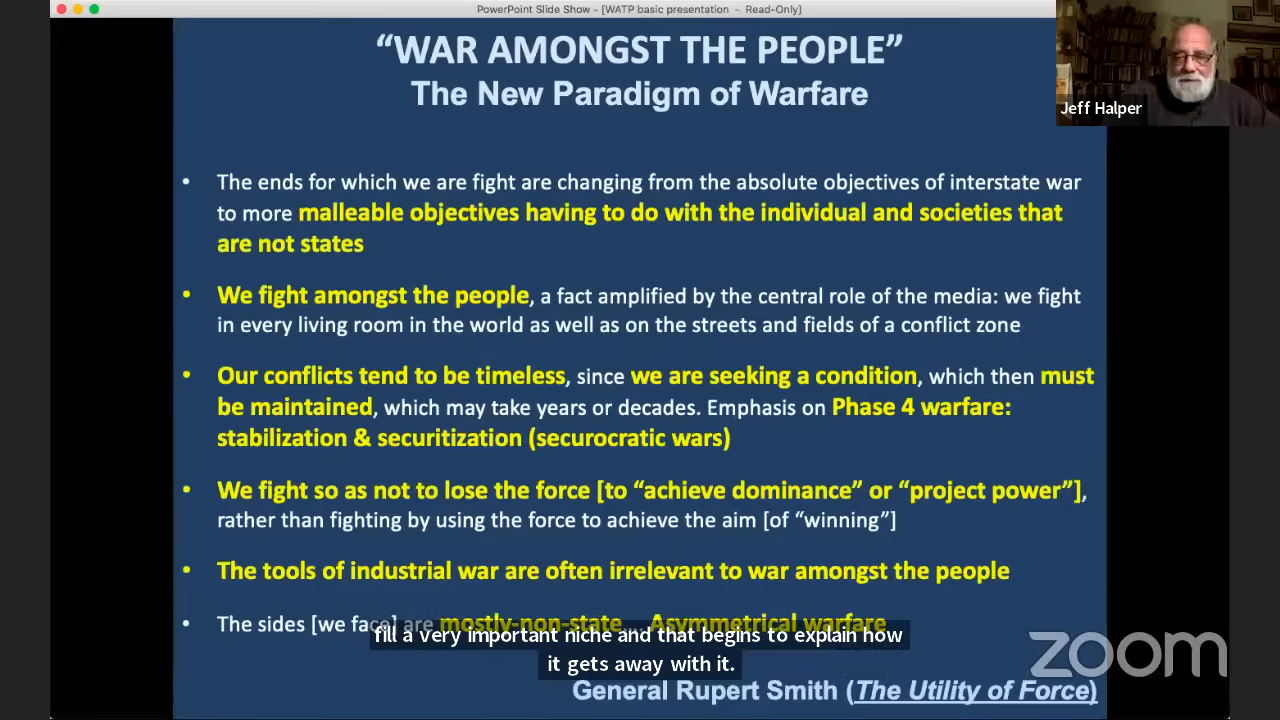 PowerPoint Slide Show - [WATP basic presentation - Read-Only]
“WAR AMONGST THE PEOPLE”
The New Paradigm of Warfare
Jeff Halper
• The ends for which we are fight are changing from the absolute objectives of interstate war
to more malleable objectives having to do with the individual and societies that
are not states
• We fight amongst the people, a fact amplified by the central role of the media: we fight
in every living room in the world as well as on the streets and fields of a conflict zone
• Our conflicts tend to be timeless, since we are seeking a condition, which then must
be maintained, which may take years or decades. Emphasis on Phase 4 warfare:
stabilization & securitization (securocratic wars)
• We fight so as not to lose the force [to “achieve dominance” or “project power”],
rather than fighting by using the force to achieve the aim [of “winning”]
• The tools of industrial war are often irrelevant to war amongst the people
• The sides [we face] are mostly-non-state Asymmetrical warfare
fill a very important niche and that begins to explain how
it gets away with it.
zoom
General Rupert Smith (The Utility of Force)